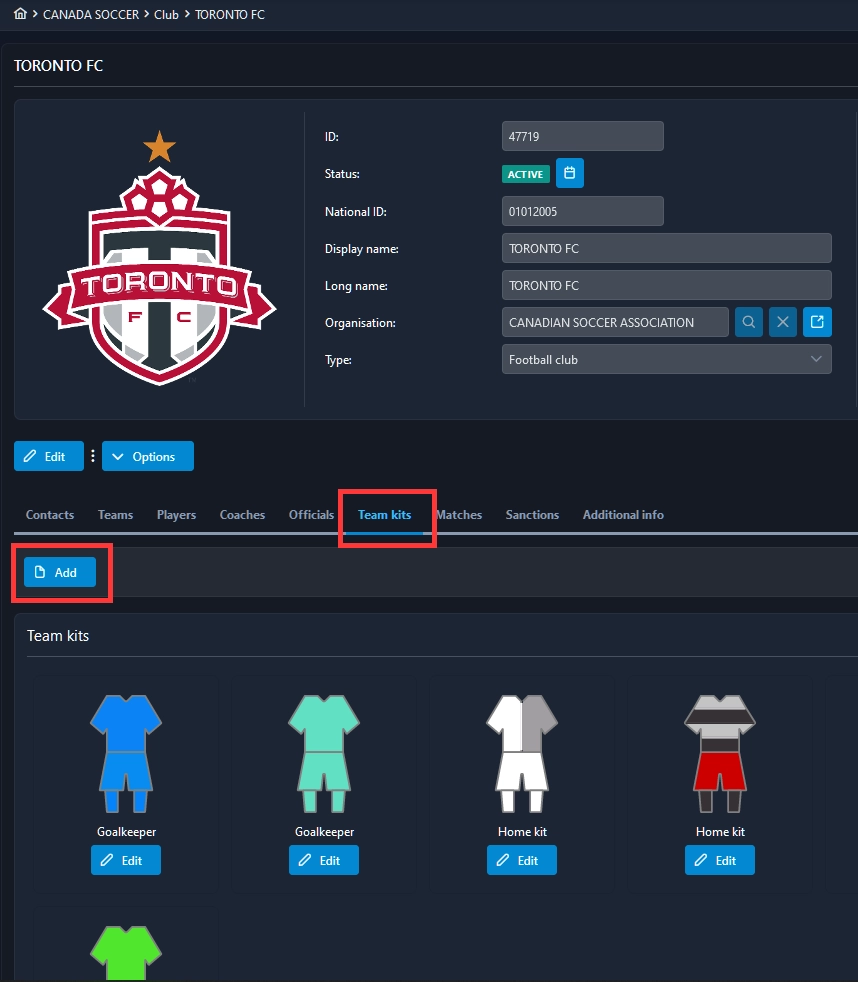 CANADA SOCCER > Club > TORONTO FC
TORONTO FC
TORONTO
F C
ID: 47719
Status: ACTIVE
National ID: 01012005
Display name: TORONTO FC
Long name: TORONTO FC
Organisation: CANADIAN SOCCER ASSOCIATION
Type: Football club
Edit Options
Contacts Teams Players Coaches Officials Team kits Matches Sanctions Additional info
Add
Team kits
Goalkeeper Goalkeeper Home kit Home kit
Edit Edit Edit Edit